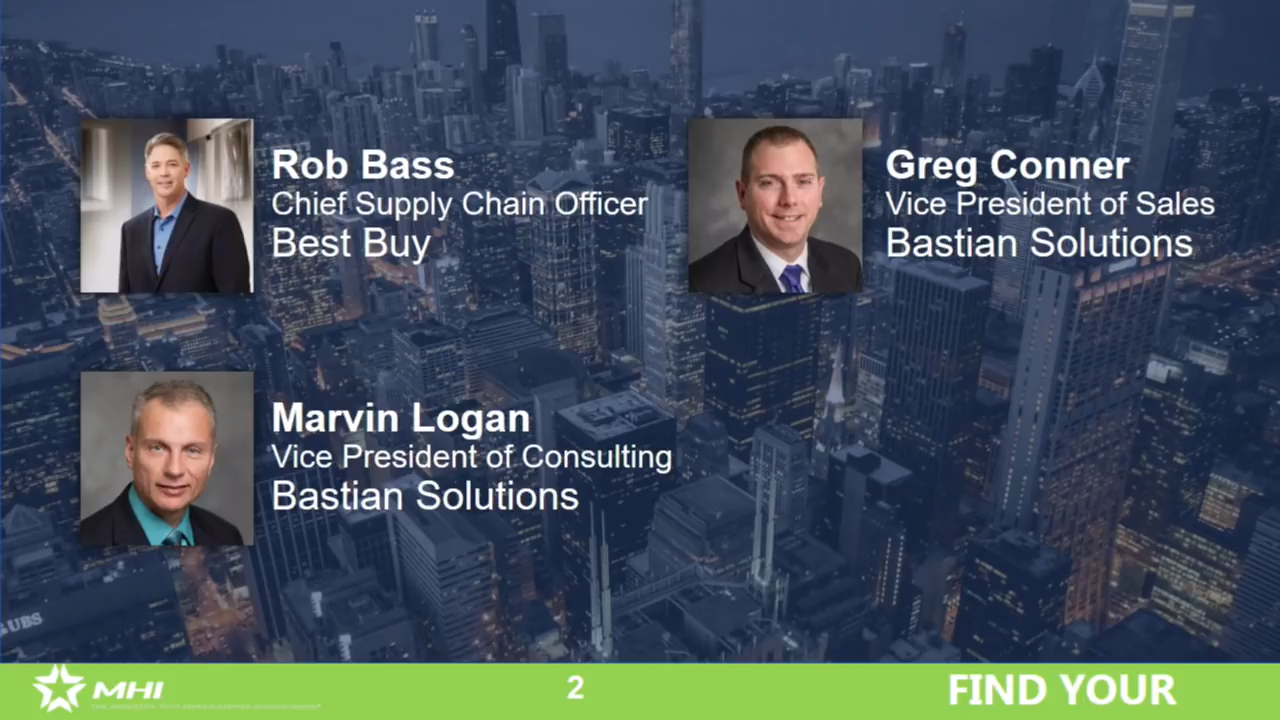 Rob Bass
Chief Supply Chain Officer
Best Buy
Greg Conner
Vice President of Sales
Bastian Solutions
Marvin Logan
Vice President of Consulting
Bastian Solutions
UBS
MHI
2
FIND YOUR